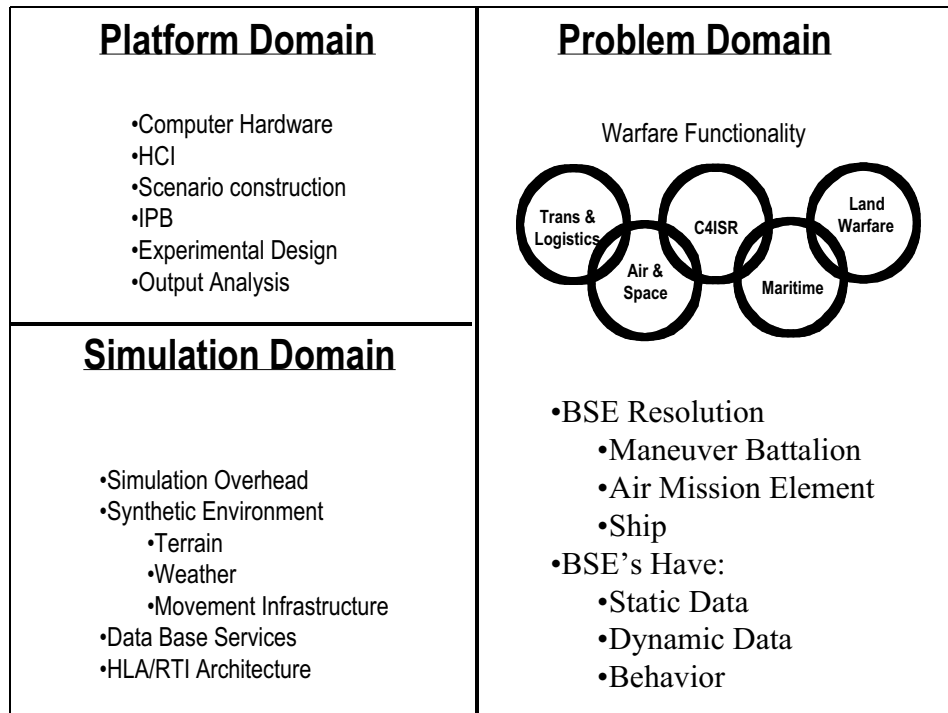 Platform Domain
•Computer Hardware
•HCI
•Scenario construction
•IPB
•Experimental Design
•Output Analysis
Simulation Domain
•Simulation Overhead
•Synthetic Environment
•Terrain
•Weather
•Movement Infrastructure
•Data Base Services
•HLA/RTI Architecture
Problem Domain
Warfare Functionality
Trans &
Logistics
Air &
Space
C4ISR
Maritime
Land
Warfare
•BSE Resolution
•Maneuver Battalion
•Air Mission Element
•Ship
•BSE’s Have:
•Static Data
•Dynamic Data
•Behavior